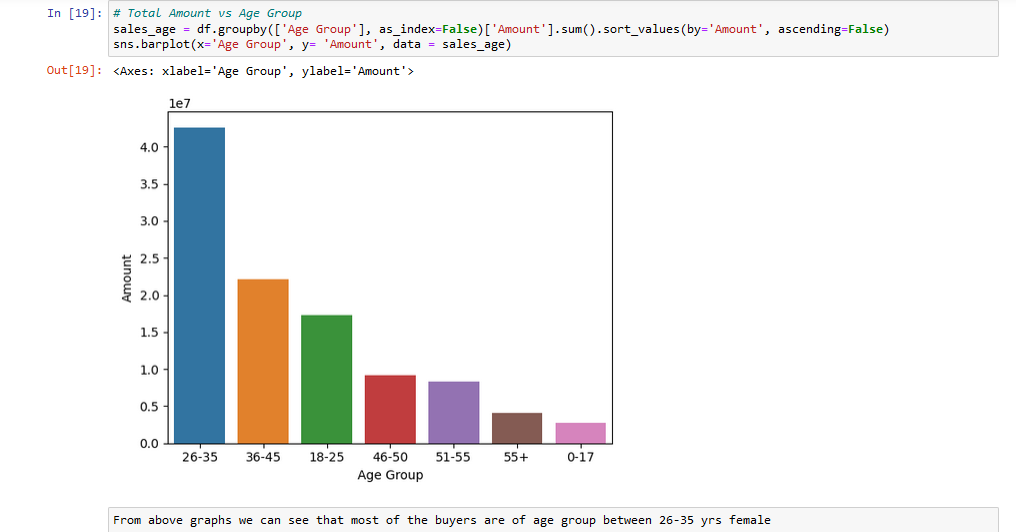 In [19]: # Total Amount vs Age Group
sales_age = df.groupby(['Age Group'], as_index=False)['Amount'].sum().sort_values(by='Amount', ascending=False)
sns.barplot(x='Age Group', y= 'Amount', data = sales_age)
Out[19]: <Axes: xlabel='Age Group', ylabel='Amount'>
1e7
4.0
3.5
3.0
2.5
2.0
1.5
1.0
0.5
0.0
Amount
26-35 36-45 18-25 46-50 51-55 55+ 0-17
Age Group
From above graphs we can see that most of the buyers are of age group between 26-35 yrs female